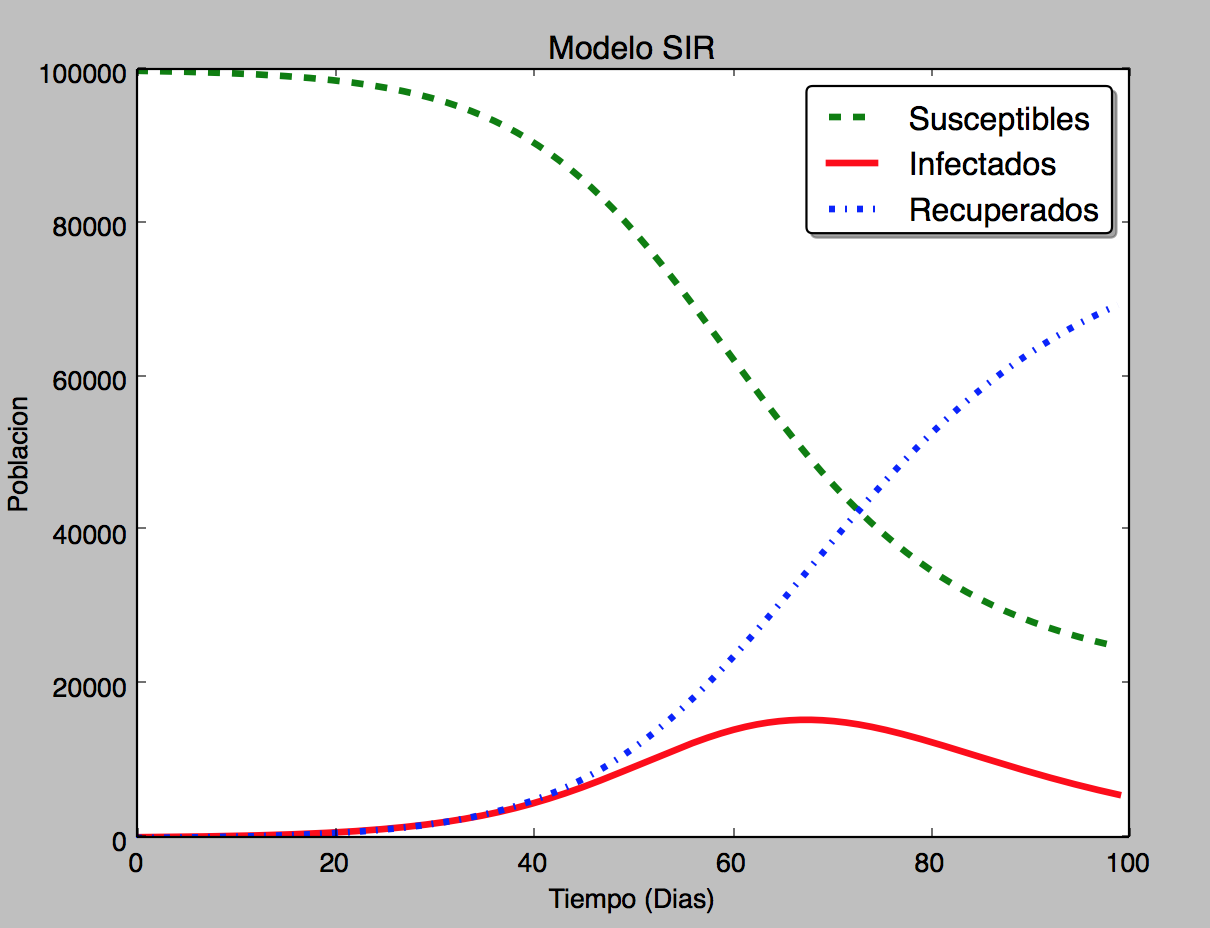 Modelo SIR
100000
80000
60000
40000
20000
0
Poblacion
Susceptibles
Infectados
Recuperados
0 20 40 60 80 100
Tiempo (Dias)